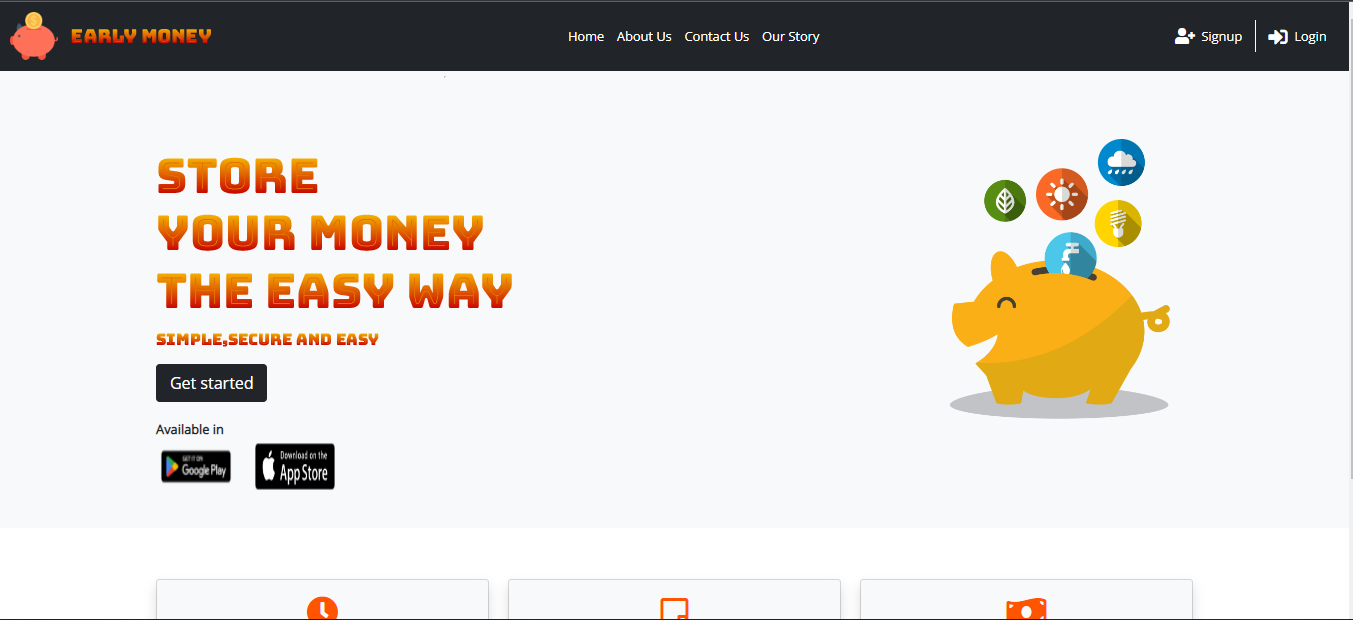 EARLY MONEY
Home About Us Contact Us Our Story
Signup Login
STORE
YOUR MONEY
THE EASY WAY
SIMPLE,SECURE AND EASY
Get started
Available in
GET IT ON
Google Play
Download on the
App Store